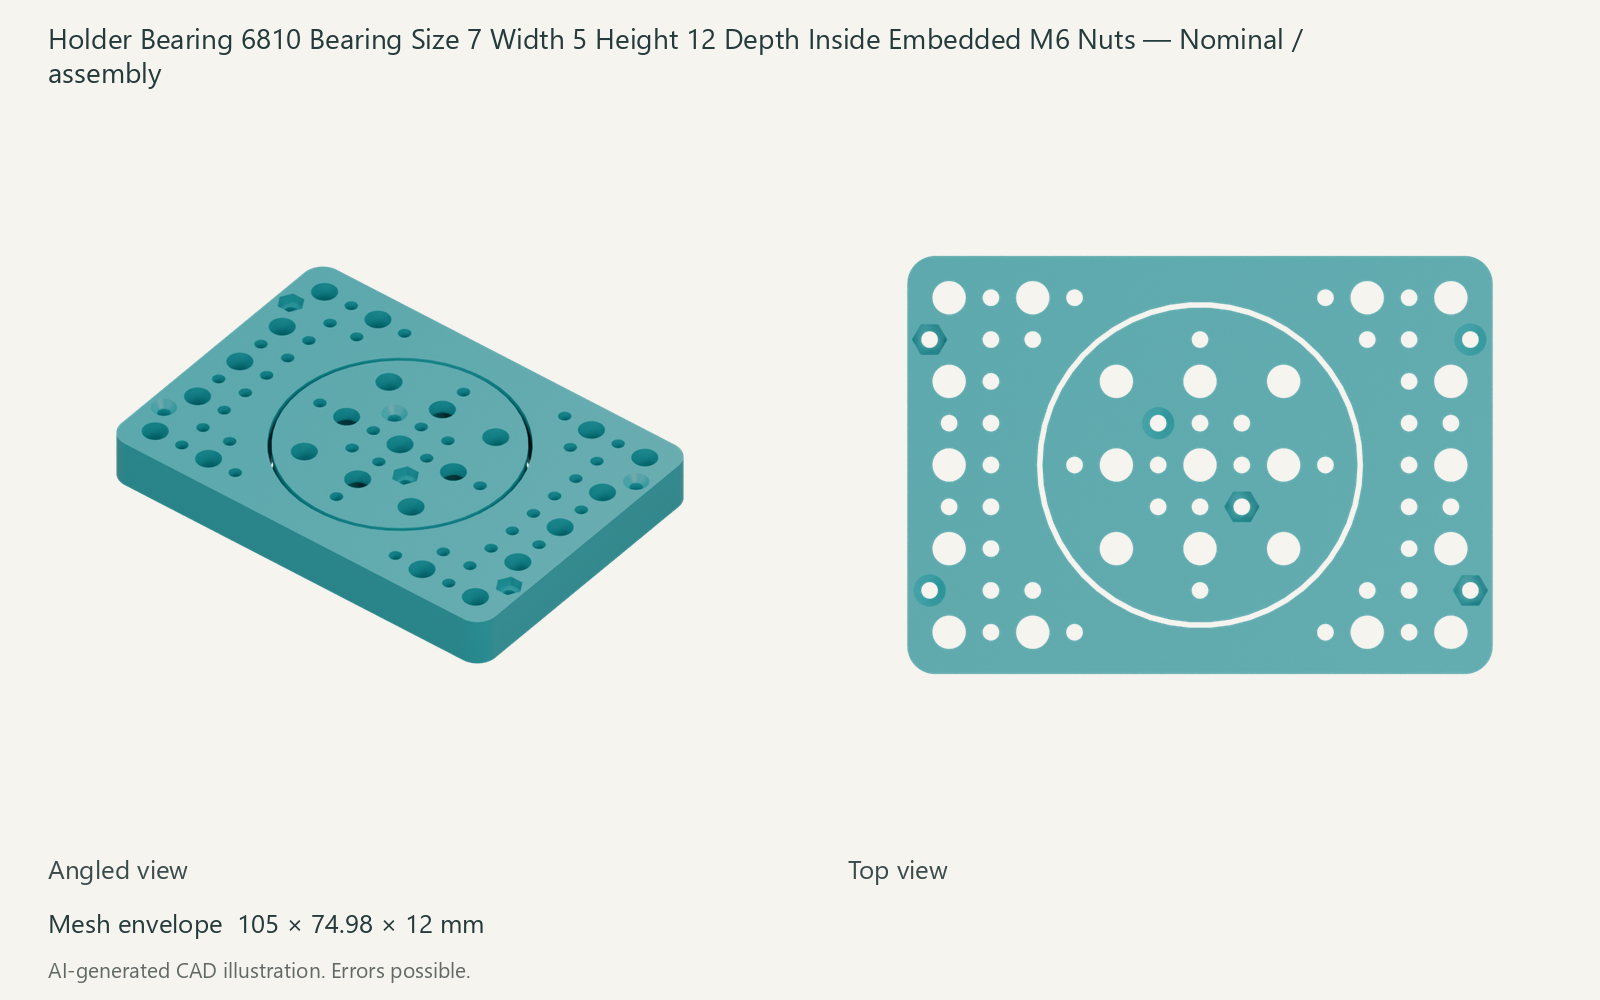 Holder Bearing 6810 Bearing Size 7 Width 5 Height 12 Depth Inside Embedded M6 Nuts — Nominal /
assembly
Angled view
Top view
Mesh envelope 105 × 74.98 × 12 mm
AI-generated CAD illustration. Errors possible.